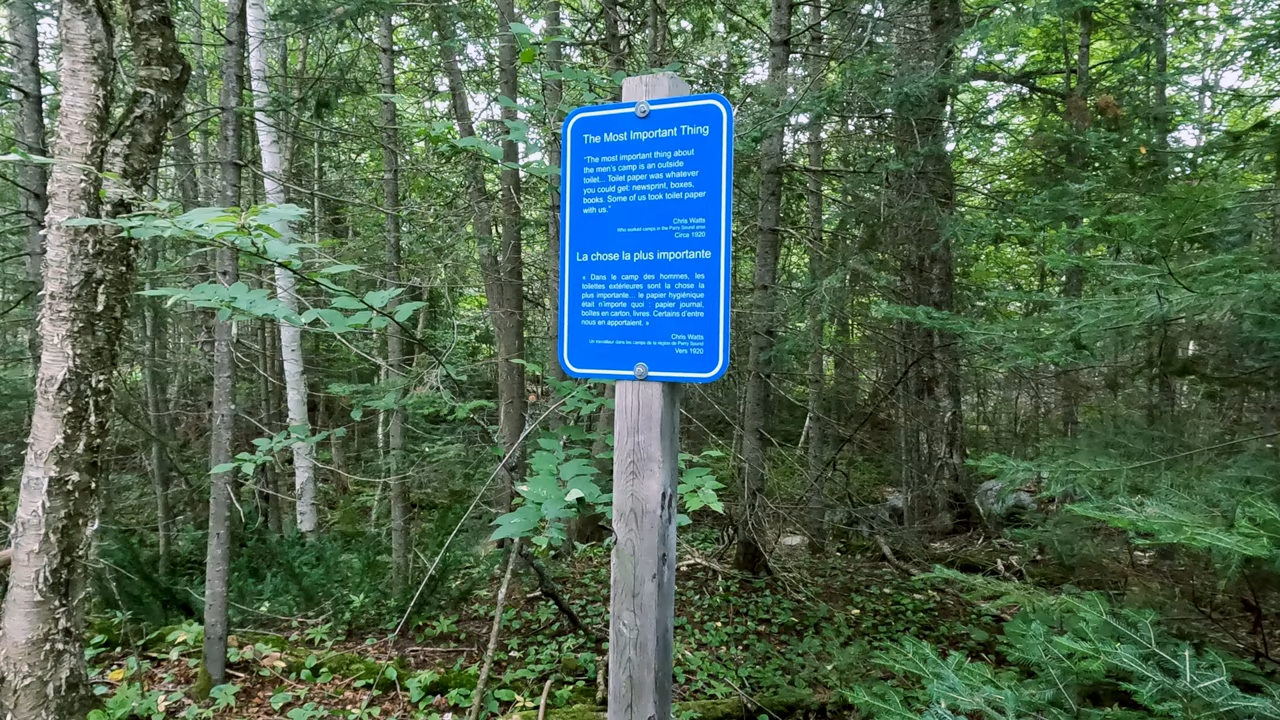 The Most Important Thing
“The most important thing about
the men's camp is an outside
toilet... Toilet paper was whatever
you could get: newsprint, boxes,
books. Some of us took toilet paper
with us.”
Chris Watts
Who worked camps in the Parry Sound area
Circa 1920
La chose la plus importante
« Dans le camp des hommes, les
toilettes extérieures sont la chose la
plus importante... le papier hygiénique
était n'importe quoi : papier journal,
boîtes en carton, livres. Certains d'entre
nous en apportaient. »
Chris Watts
Un travailleur dans les camps de la région de Parry Sound
Vers 1920